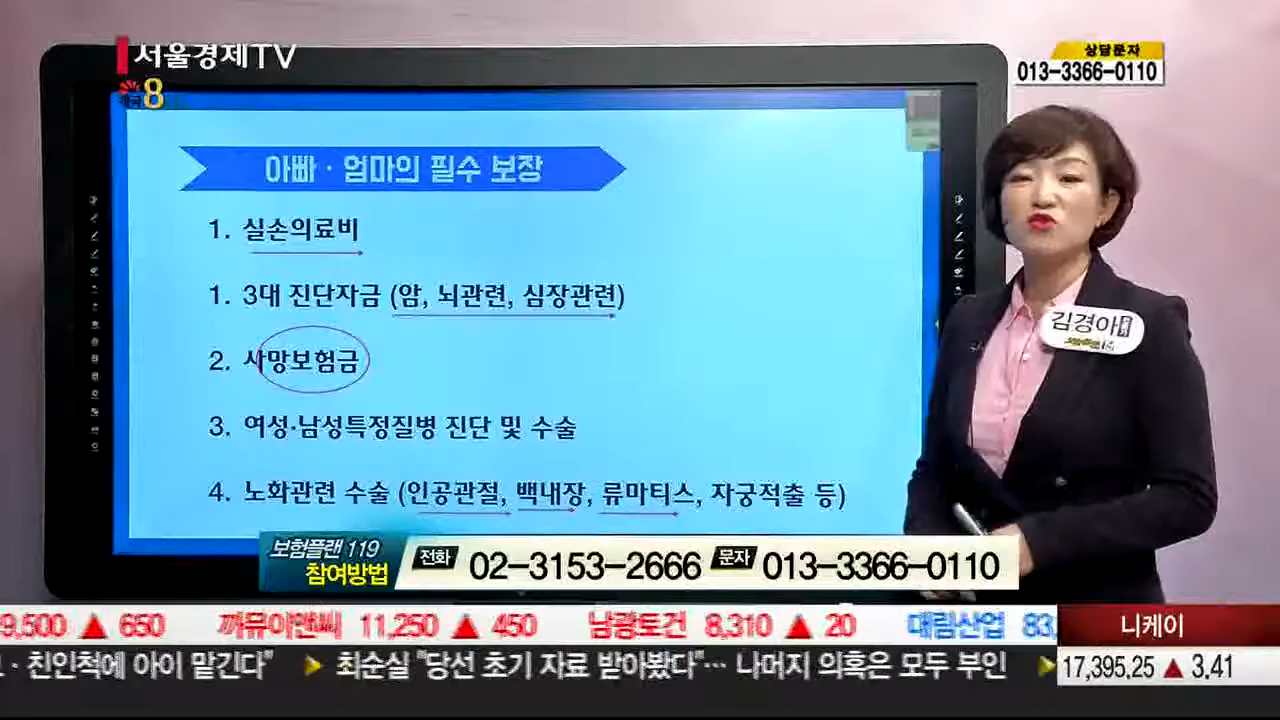 서울경제TV
8
상담문자
013-3366-0110
아빠·엄마의 필수 보장
1. 실손의료비
1. 3대 진단자금 (암, 뇌관련, 심장관련)
2. 사망보험금
3. 여성·남성특정질병 진단 및 수술
4. 노화관련 수술 (인공관절, 백내장, 류마티스, 자궁적출 등)
김경아
보험플랜 119
참여방법
전화 02-3153-2666 문자 013-3366-0110
9,500 ▲ 650 까뮤이앤씨 11,250 ▲ 450 남광토건 8,310 ▲ 20 대림산업 83,
니케이
· 친인척에 아이 맡긴다" ▶ 최순실 "당선 초기 자료 받아봤다"… 나머지 의혹은 모두 부인 ▶
17,395.25 ▲ 3.41